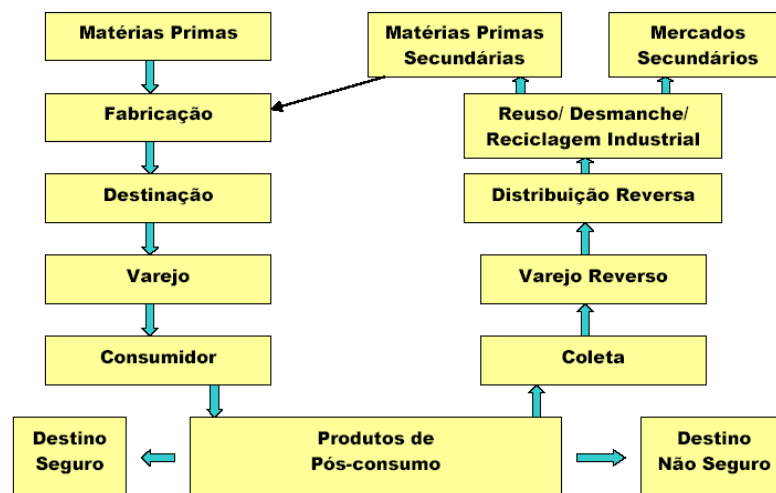 Matérias Primas
Matérias Primas
Secundárias
Mercados
Secundários
Fabricação
Reuso/ Desmanche/
Reciclagem Industrial
Destinação
Distribuição Reversa
Varejo
Varejo Reverso
Consumidor
Coleta
Destino
Seguro
Produtos de
Pós-consumo
Destino
Não Seguro